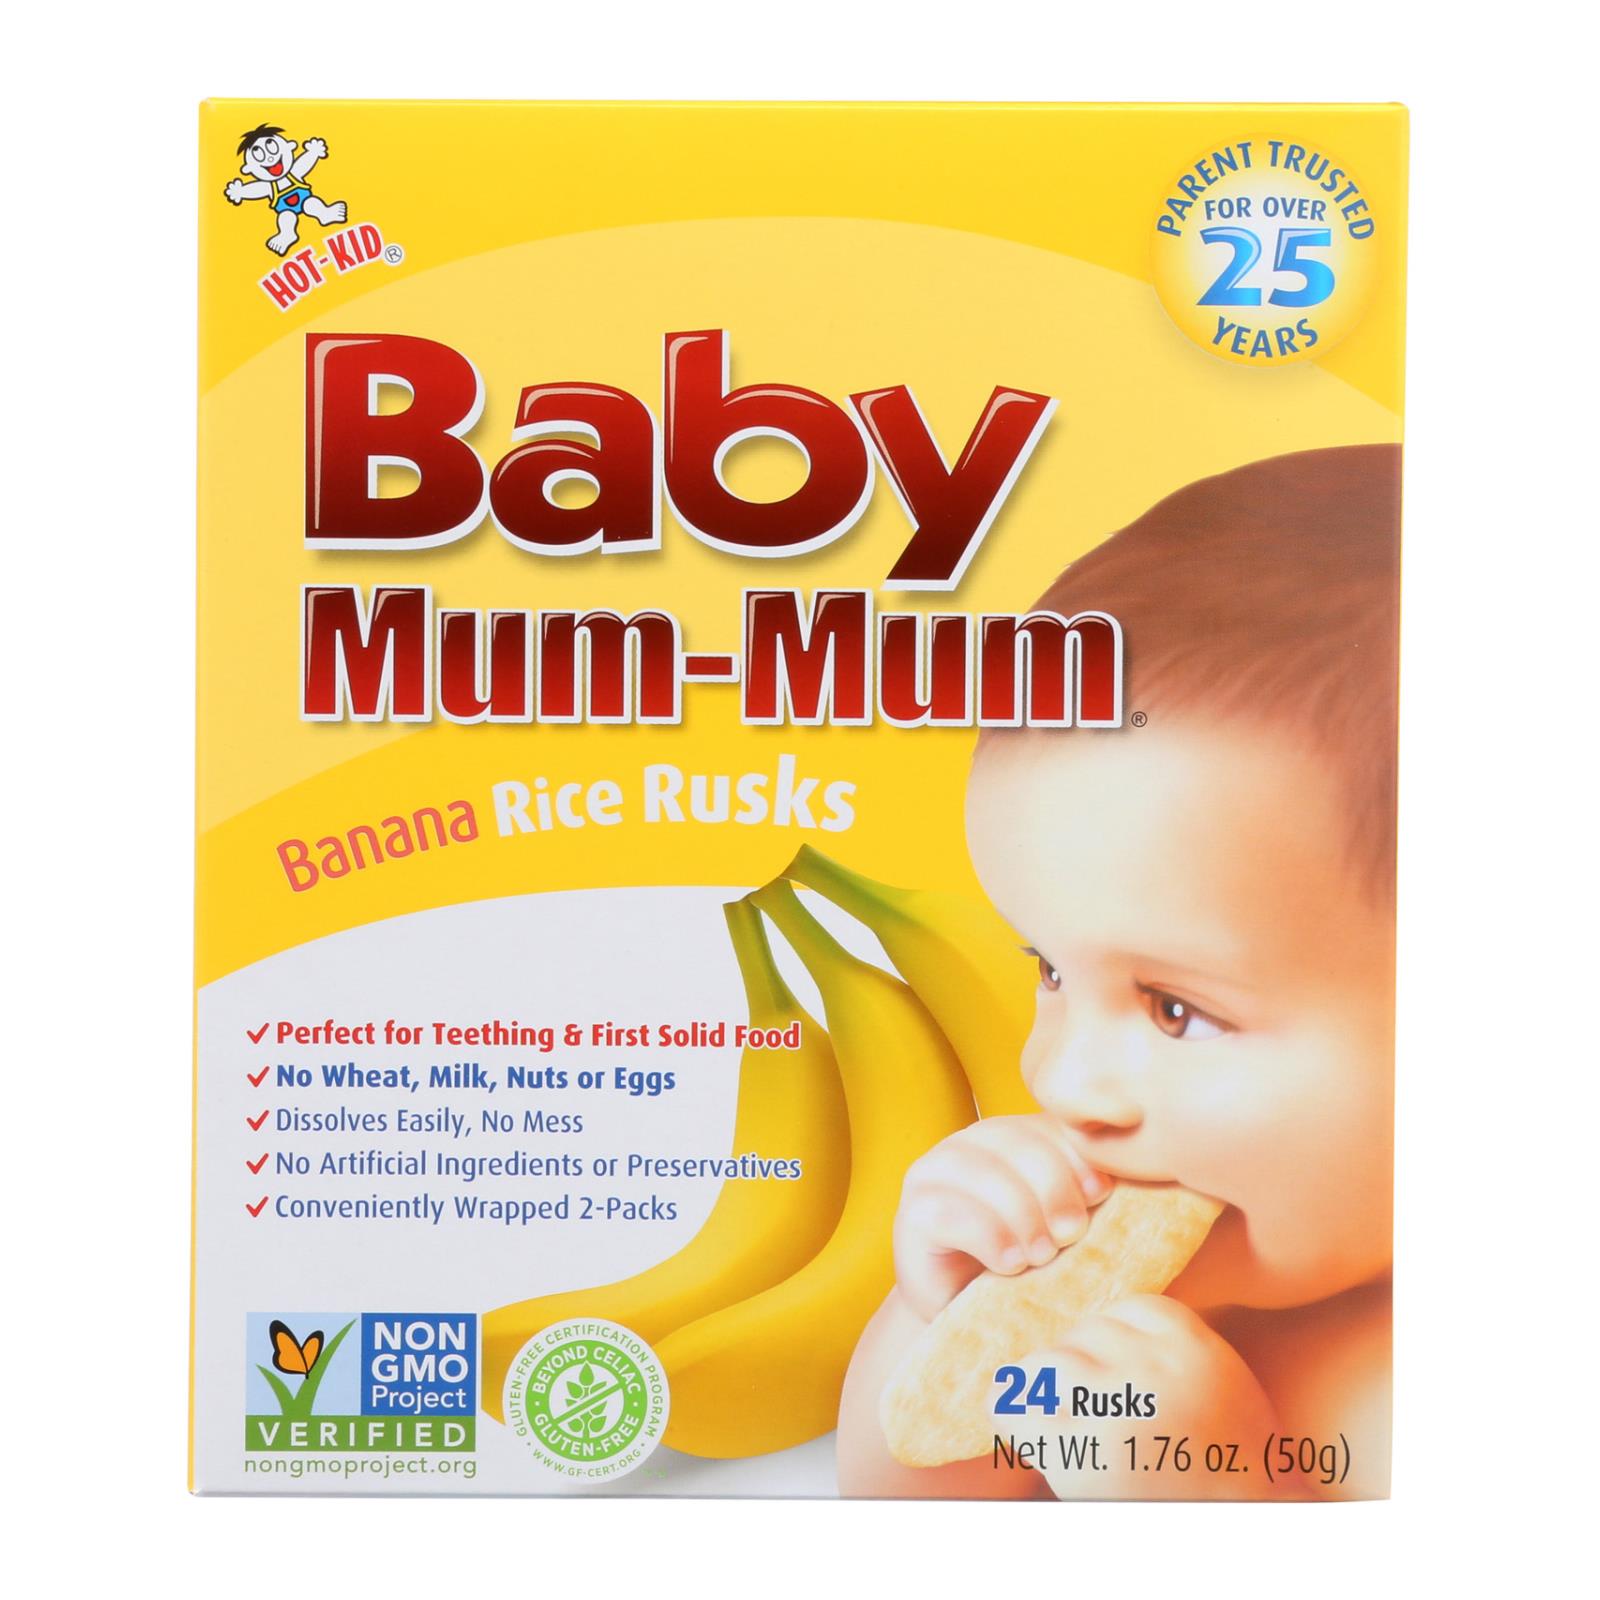 HOT-KID®
PARENT TRUSTED
FOR OVER
25
YEARS
Baby
Mum-Mum®
Banana Rice Rusks
✓ Perfect for Teething & First Solid Food
✓ No Wheat, Milk, Nuts or Eggs
✓ Dissolves Easily, No Mess
✓ No Artificial Ingredients or Preservatives
✓ Conveniently Wrapped 2-Packs
NON
GMO
Project
VERIFIED
nongmoproject.org
GLUTEN-FREE CERTIFICATION PROGRAM
BEYOND CELIAC
GLUTEN-FREE
WWW.GF-CERT.ORG
24 Rusks
Net Wt. 1.76 oz. (50g)